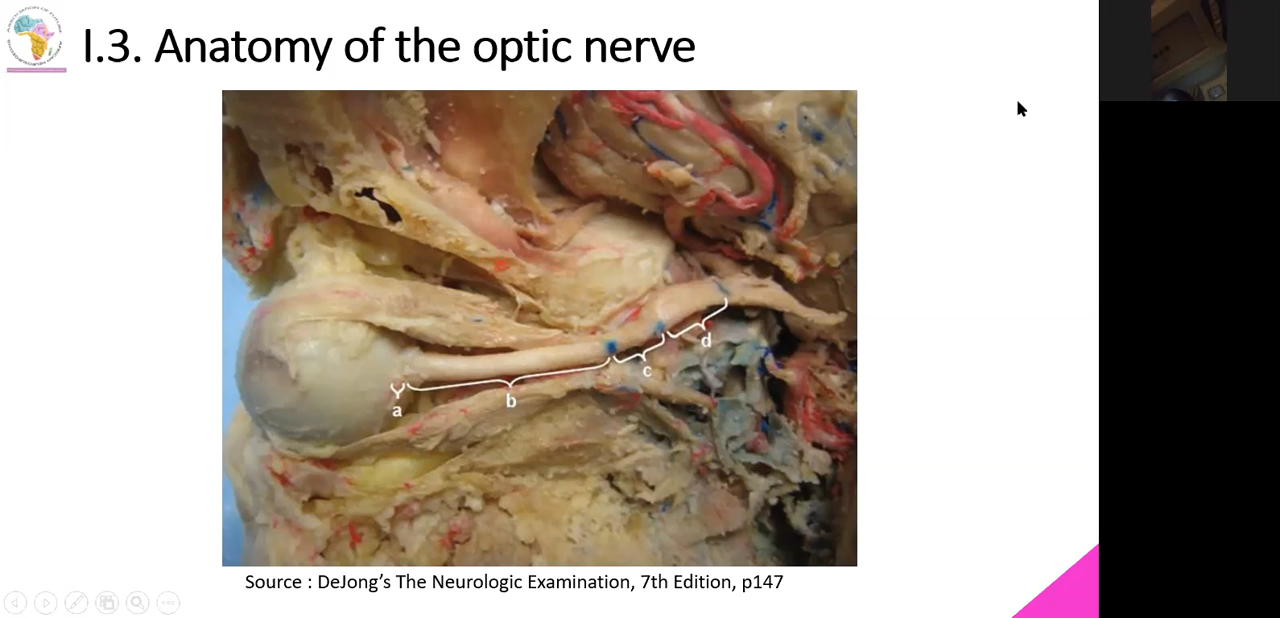 I.3. Anatomy of the optic nerve
a
b
c
d
Source : DeJong's The Neurologic Examination, 7th Edition, p147